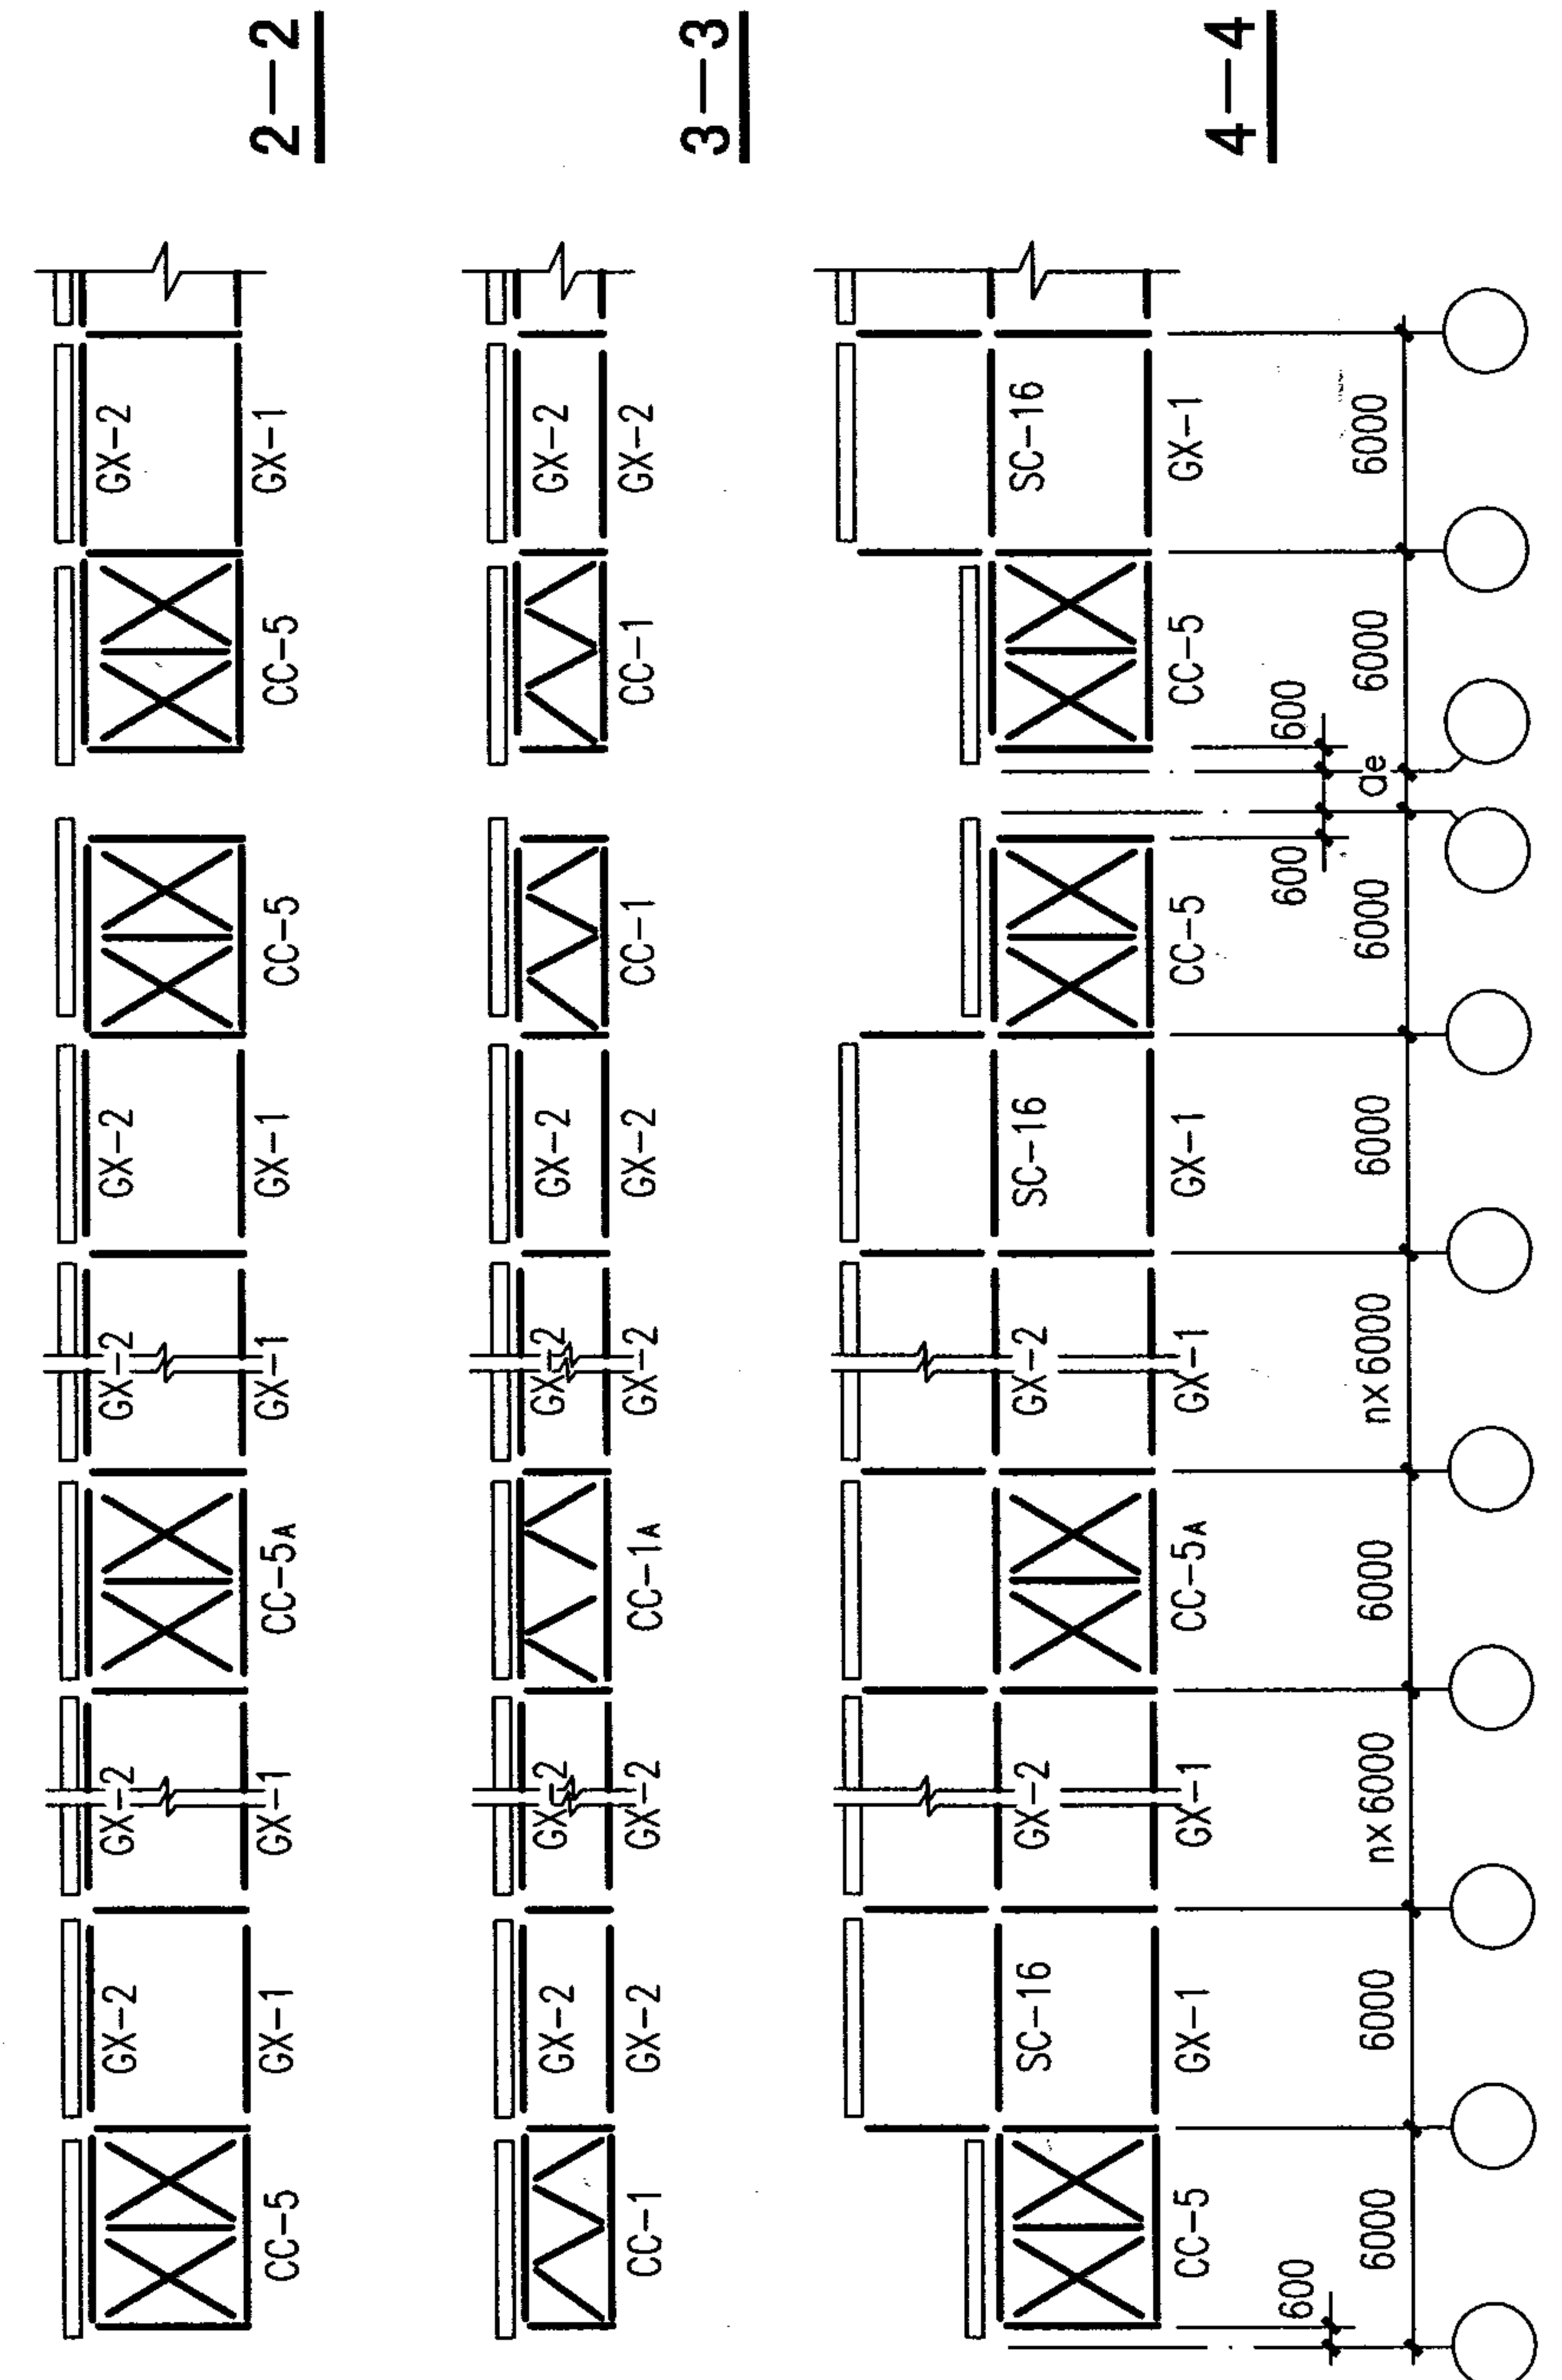 GX-2 GX-2 GX-2 GX-2 GX-2
CC-5 GX-1 GX-1 CC-5A GX-1 GX-1 CC-5 CC-5 GX-1
2—2
GX-2 GX-2 GX-2 GX-2 GX-2
CC-1 GX-2 GX-2 CC-1A GX-2 GX-2 CC-1 CC-1 GX-2
3—3
SC-16 GX-2 GX-2 SC-16 SC-16
CC-5 GX-1 GX-1 CC-5A GX-1 GX-1 CC-5 CC-5 GX-1
4—4
600 600 600
6000 6000 nx6000 6000 nx6000 6000 6000 ae 6000 6000